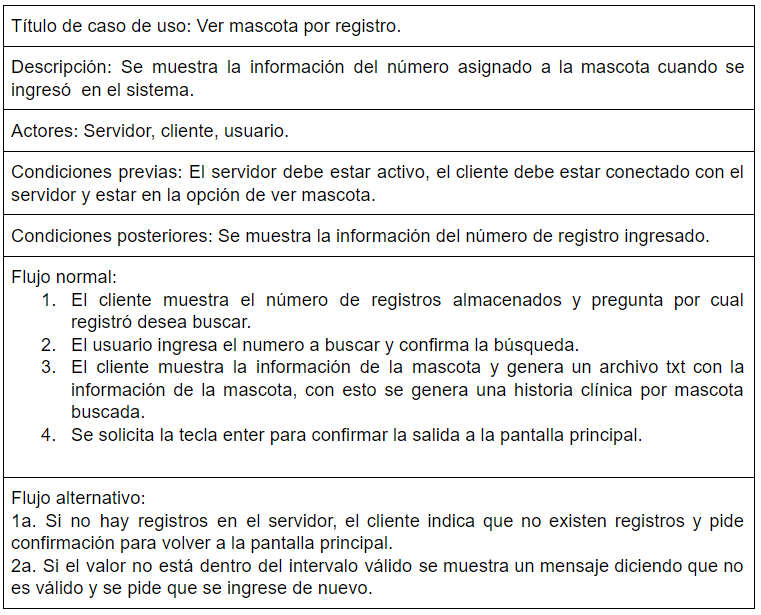 Título de caso de uso: Ver mascota por registro.
Descripción: Se muestra la información del número asignado a la mascota cuando se
ingresó en el sistema.
Actores: Servidor, cliente, usuario.
Condiciones previas: El servidor debe estar activo, el cliente debe estar conectado con el
servidor y estar en la opción de ver mascota.
Condiciones posteriores: Se muestra la información del número de registro ingresado.
Flujo normal:
1. El cliente muestra el número de registros almacenados y pregunta por cual
registró desea buscar.
2. El usuario ingresa el numero a buscar y confirma la búsqueda.
3. El cliente muestra la información de la mascota y genera un archivo txt con la
información de la mascota, con esto se genera una historia clínica por mascota
buscada.
4. Se solicita la tecla enter para confirmar la salida a la pantalla principal.
Flujo alternativo:
1a. Si no hay registros en el servidor, el cliente indica que no existen registros y pide
confirmación para volver a la pantalla principal.
2a. Si el valor no está dentro del intervalo válido se muestra un mensaje diciendo que no
es válido y se pide que se ingrese de nuevo.